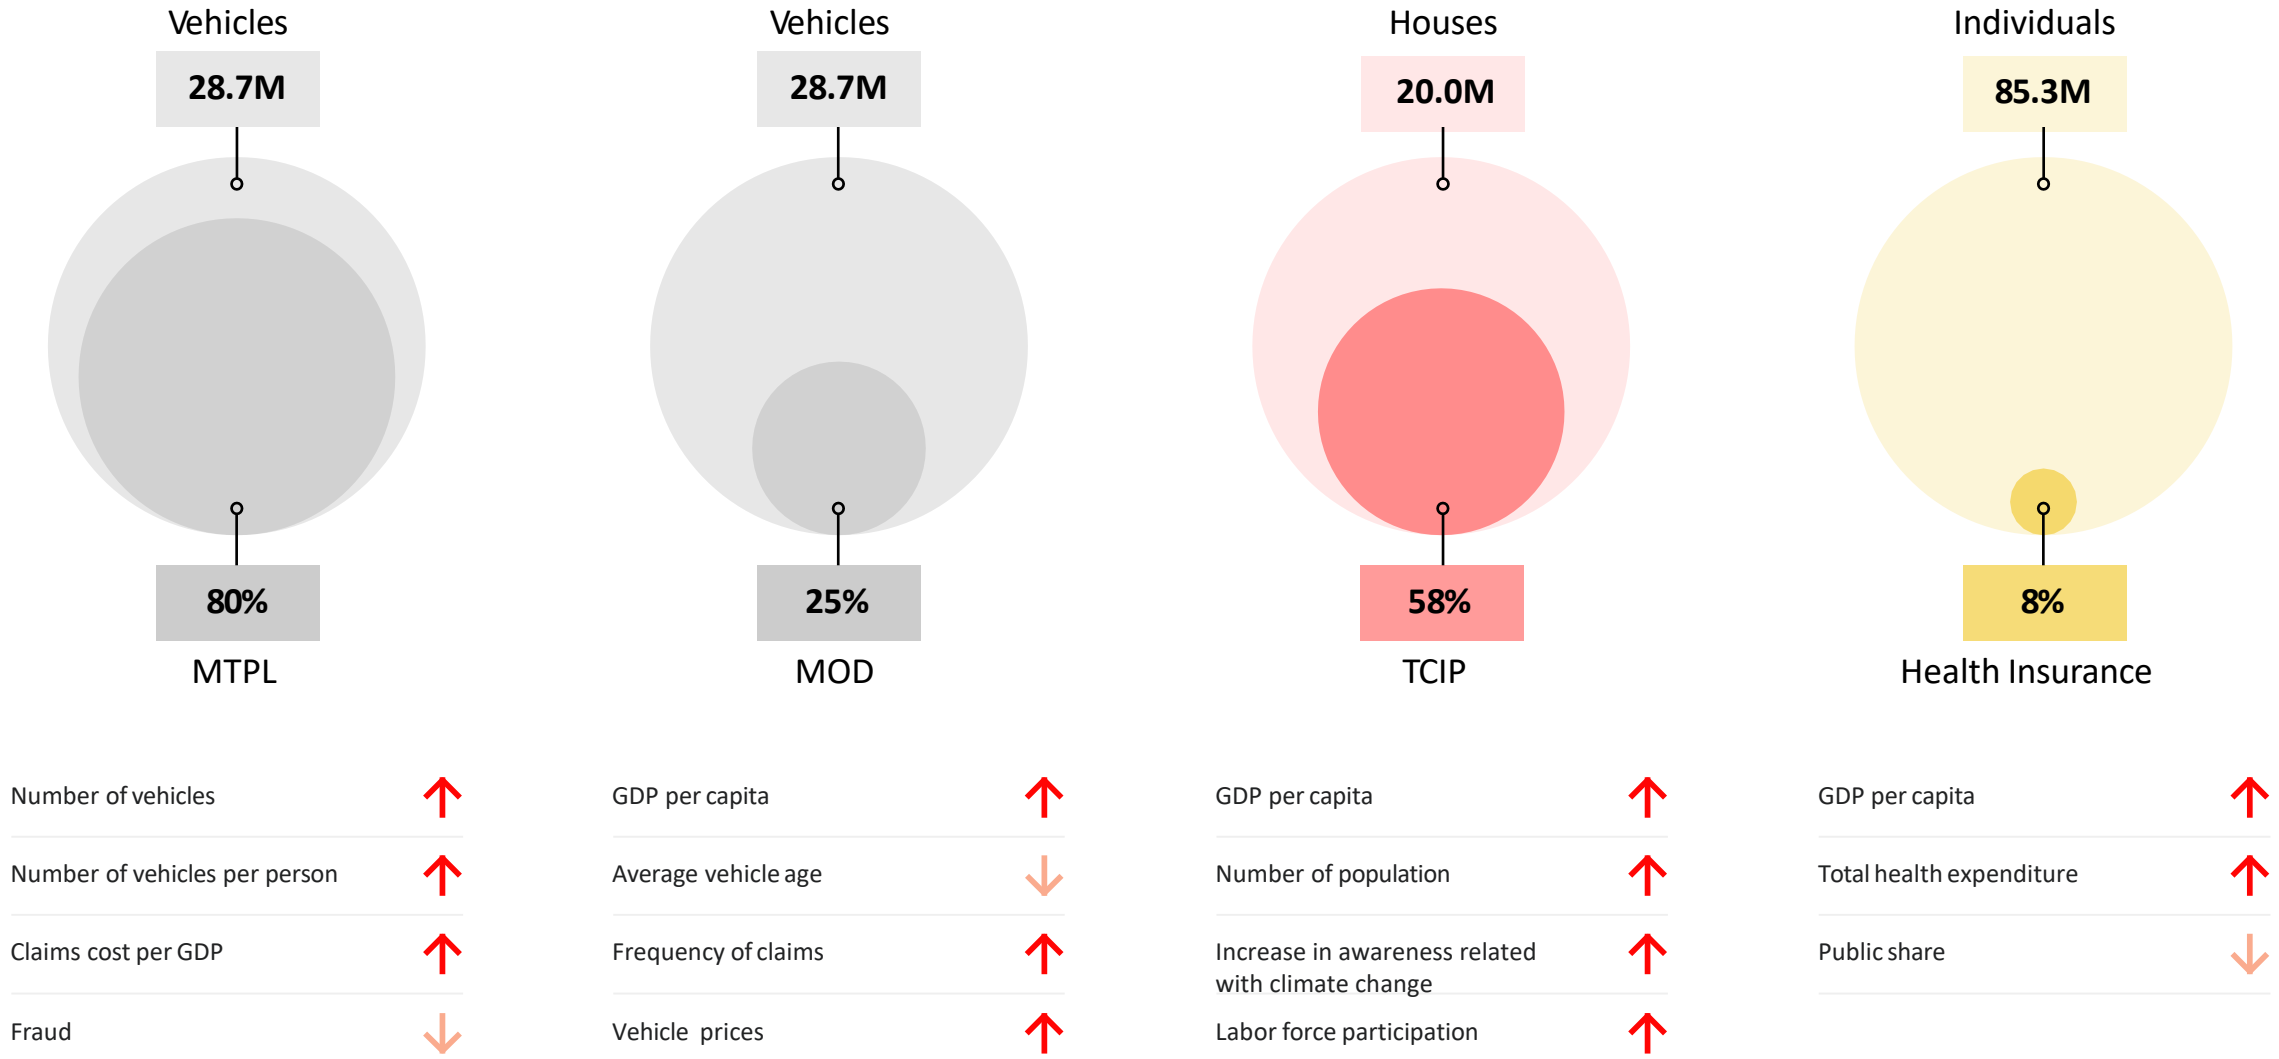 Vehicles
28.7M
80%
MTPL
Number of vehicles
Number of vehicles per person
Claims cost per GDP
Fraud
Vehicles
28.7M
25%
MOD
GDP per capita
Average vehicle age
Frequency of claims
Vehicle prices
Houses
20.0M
58%
TCIP
GDP per capita
Number of population
Increase in awareness related
with climate change
Labor force participation
Individuals
85.3M
8%
Health Insurance
GDP per capita
Total health expenditure
Public share